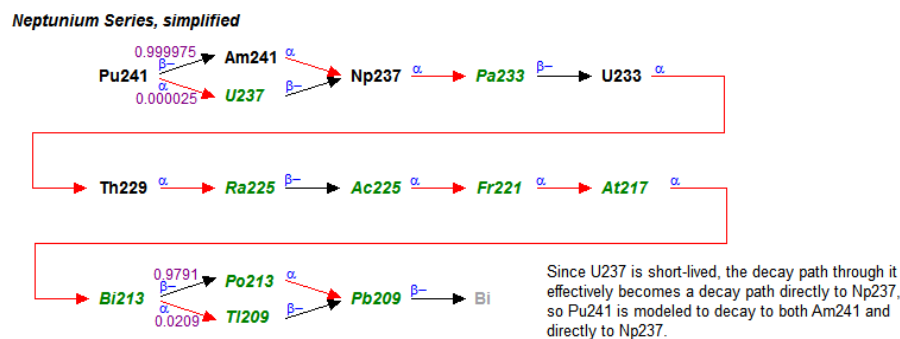 Neptunium Series, simplified
0.999975
β−
Am241 α
Pu241
Np237 α
Pa233 β−
U233 α
α
0.000025
U237 β−
Th229 α
Ra225 β−
Ac225 α
Fr221 α
At217 α
0.9791
β−
Po213 α
Bi213
Pb209 β−
Bi
α
0.0209
Tl209 β−
Since U237 is short-lived, the decay path through it
effectively becomes a decay path directly to Np237,
so Pu241 is modeled to decay to both Am241 and
directly to Np237.